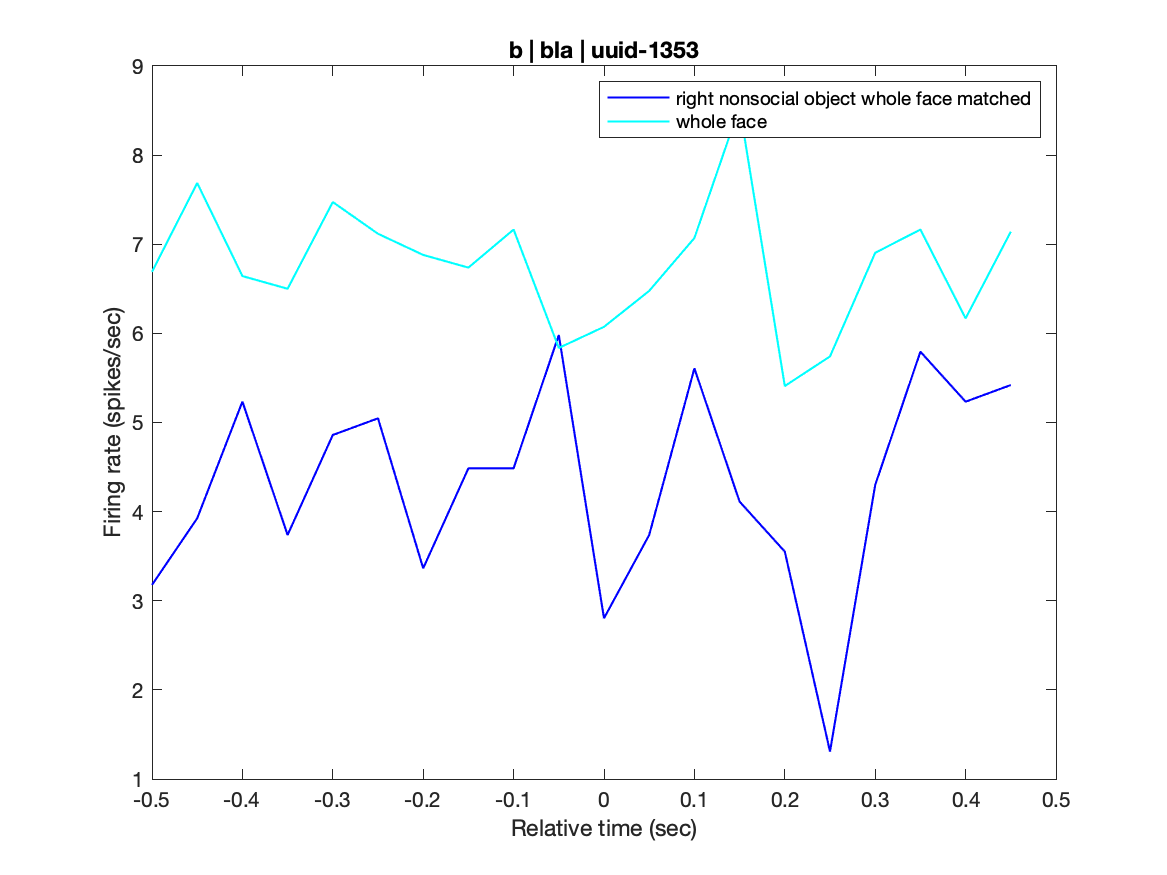 b | bla | uuid-1353
right nonsocial object whole face matched
whole face
9
8
7
6
5
4
3
2
1
Firing rate (spikes/sec)
-0.5 -0.4 -0.3 -0.2 -0.1 0 0.1 0.2 0.3 0.4 0.5
Relative time (sec)